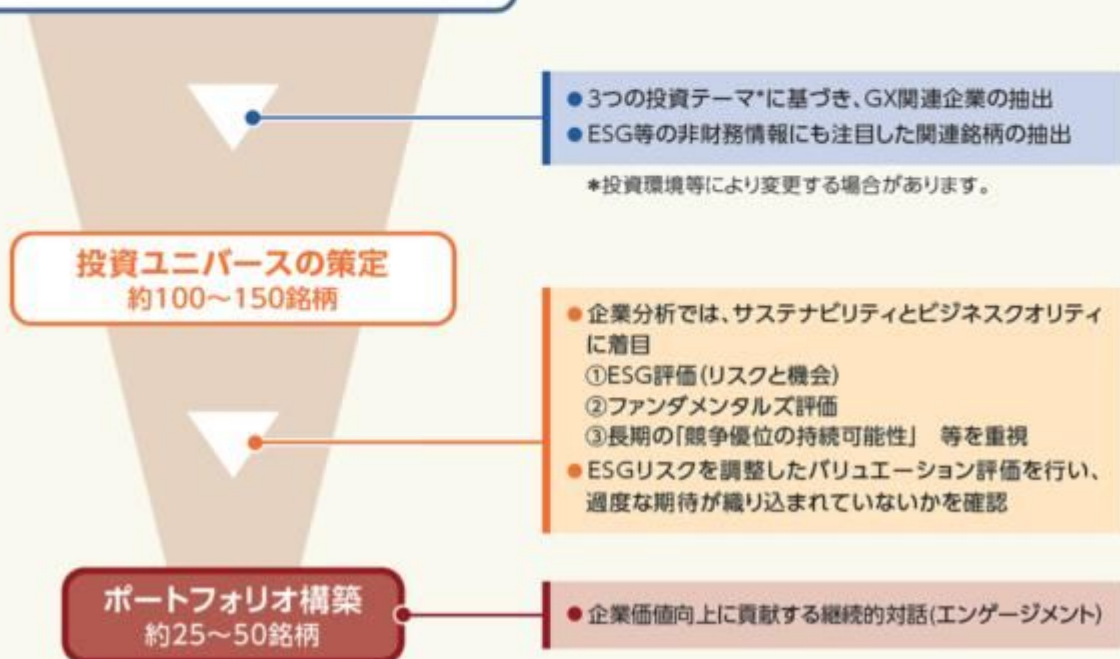 ●3つの投資テーマ*に基づき、GX関連企業の抽出
●ESG等の非財務情報にも注目した関連銘柄の抽出
*投資環境等により変更する場合があります。
投資ユニバースの策定
約100～150銘柄
●企業分析では、サステナビリティとビジネスクオリティ
に着目
①ESG評価(リスクと機会)
②ファンダメンタルズ評価
③長期の「競争優位の持続可能性」 等を重視
●ESGリスクを調整したバリュエーション評価を行い、
過度な期待が織り込まれていないかを確認
ポートフォリオ構築
約25～50銘柄
●企業価値向上に貢献する継続的対話(エンゲージメント)